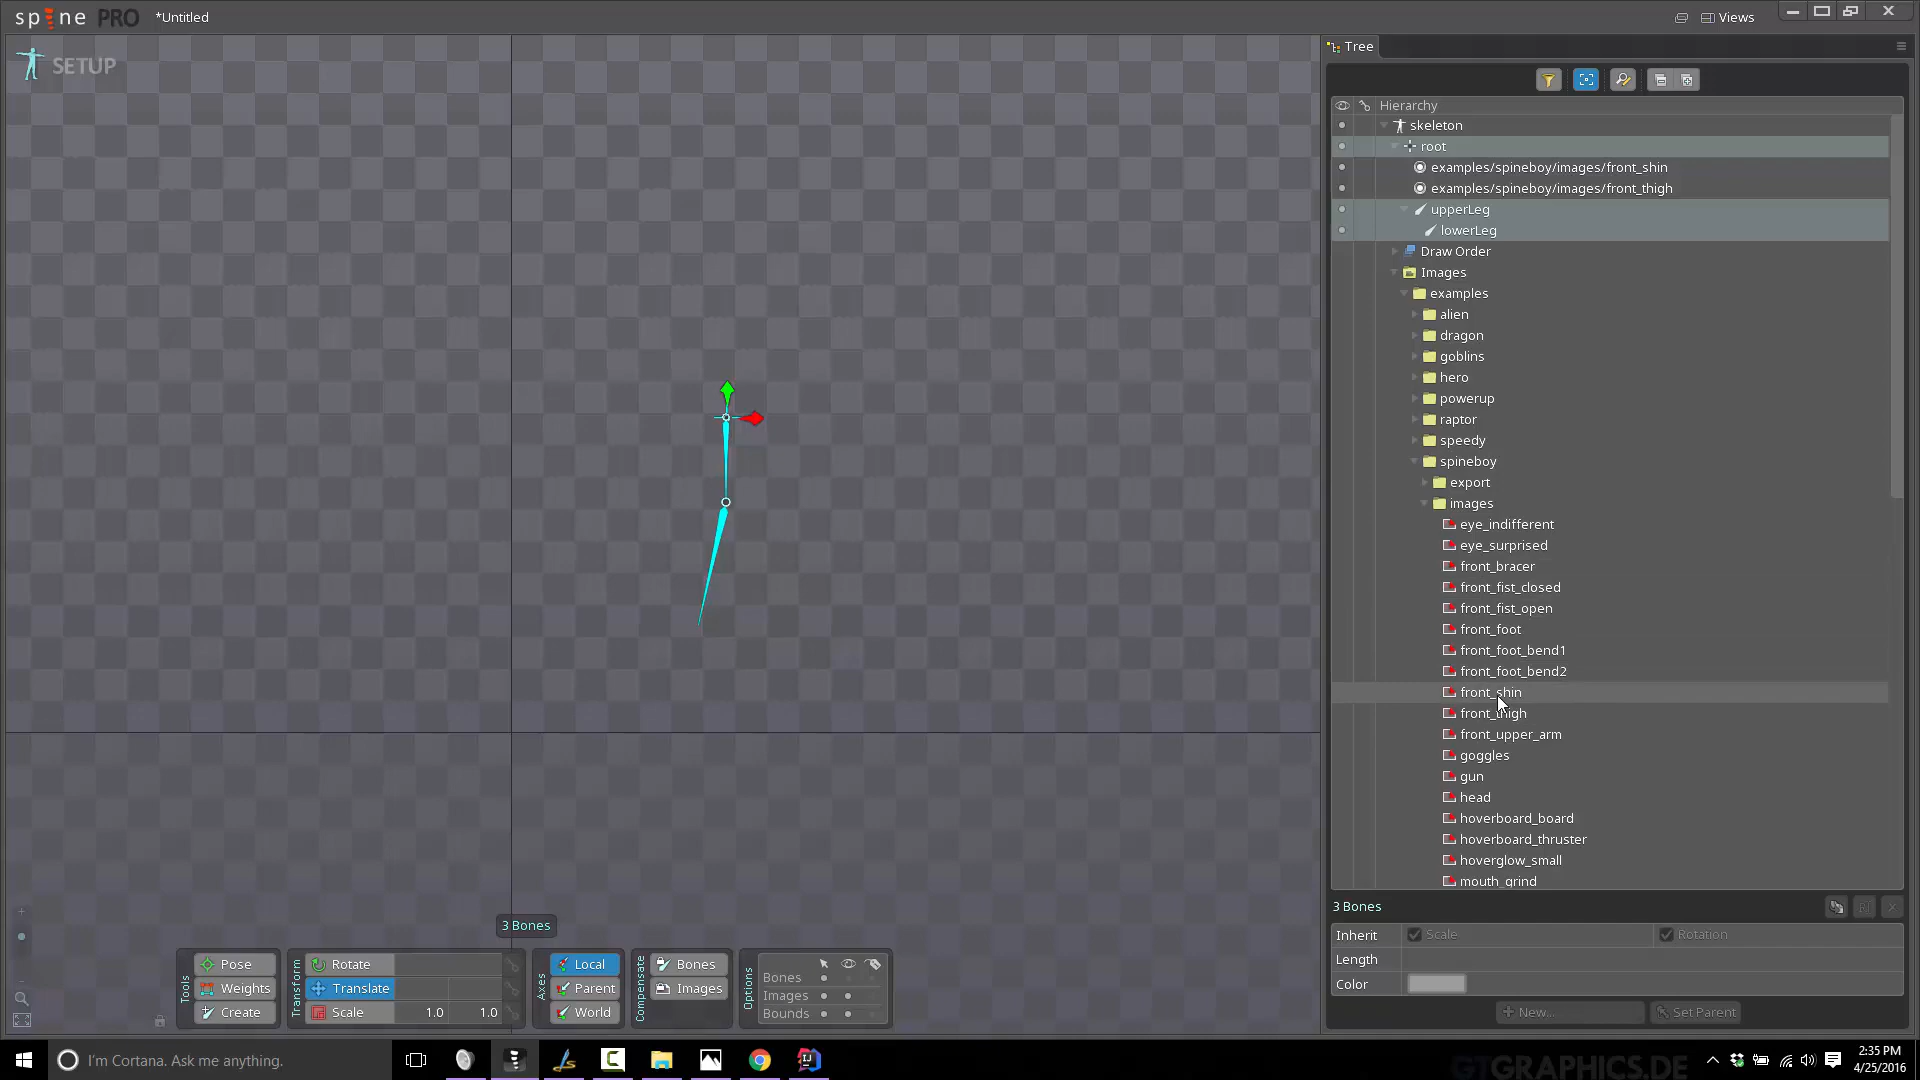 spine PRO *Untitled Views
SETUP
Tree
Hierarchy
skeleton
root
examples/spineboy/images/front_shin
examples/spineboy/images/front_thigh
upperLeg
lowerLeg
Draw Order
Images
examples
alien
dragon
goblins
hero
powerup
raptor
speedy
spineboy
export
images
eye_indifferent
eye_surprised
front_bracer
front_fist_closed
front_fist_open
front_foot
front_foot_bend1
front_foot_bend2
front_shin
front_thigh
front_upper_arm
goggles
gun
head
hoverboard_board
hoverboard_thruster
hoverglow_small
mouth_grind
3 Bones
Inherit Scale Rotation
Length
Color
New... Set Parent
3 Bones
Tools
Pose
Weights
Create
Transform
Rotate
Translate
Scale 1.0 1.0
Axes
Local
Parent
World
Compensate
Bones
Images
Options
Bones
Images
Bounds
I'm Cortana. Ask me anything.
GTGRAPHICS.DE
2:35 PM
4/25/2016